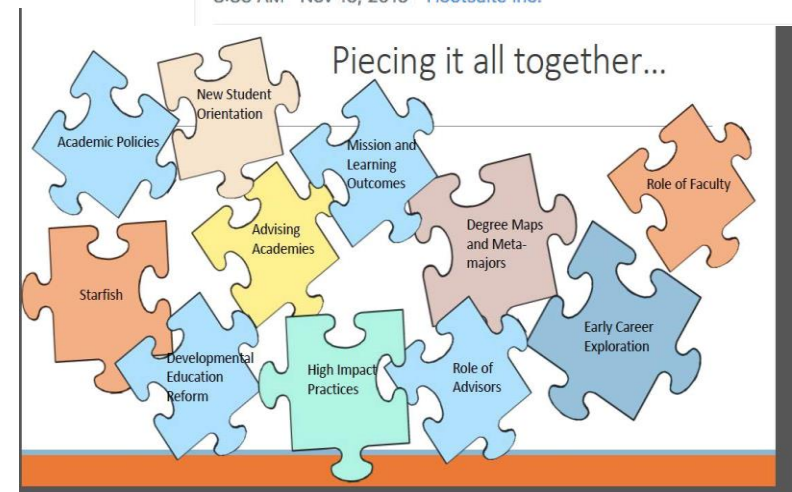 Piecing it all together...
Academic Policies
New Student
Orientation
Mission and
Learning
Outcomes
Role of Faculty
Advising
Academies
Degree Maps
and Meta-
majors
Starfish
Early Career
Exploration
Developmental
Education
Reform
High Impact
Practices
Role of
Advisors